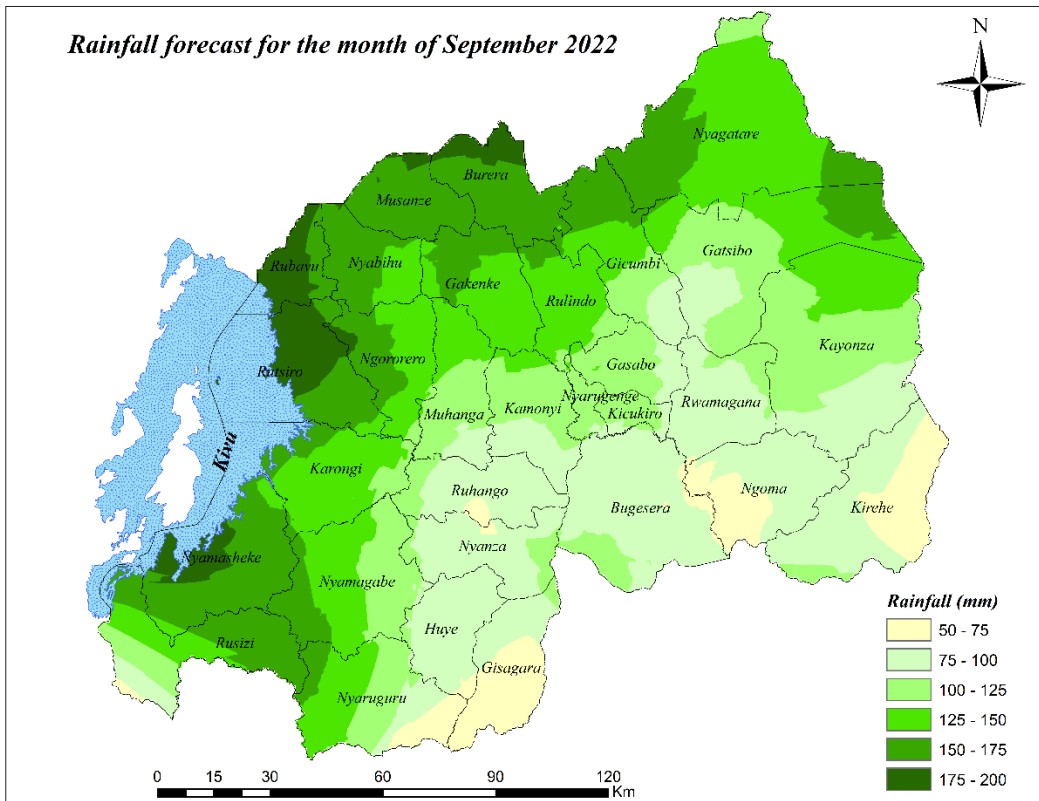 Rainfall forecast for the month of September 2022
N
Nyagatare
Burera
Musanze
Rubavu
Nyabihu
Gakenke
Gicumbi
Gatsibo
Rulindo
Kayonza
Rutsiro
Ngororero
Gasabo
Nyarugenge
Kicukiro
Rwamagana
Muhanga
Kamonyi
Kivu
Karongi
Ruhango
Bugesera
Ngoma
Kirehe
Nyanza
Nyamasheke
Nyamagabe
Huye
Rusizi
Gisagara
Nyaruguru
Rainfall (mm)
50 - 75
75 - 100
100 - 125
125 - 150
150 - 175
175 - 200
0 15 30 60 90 120
Km